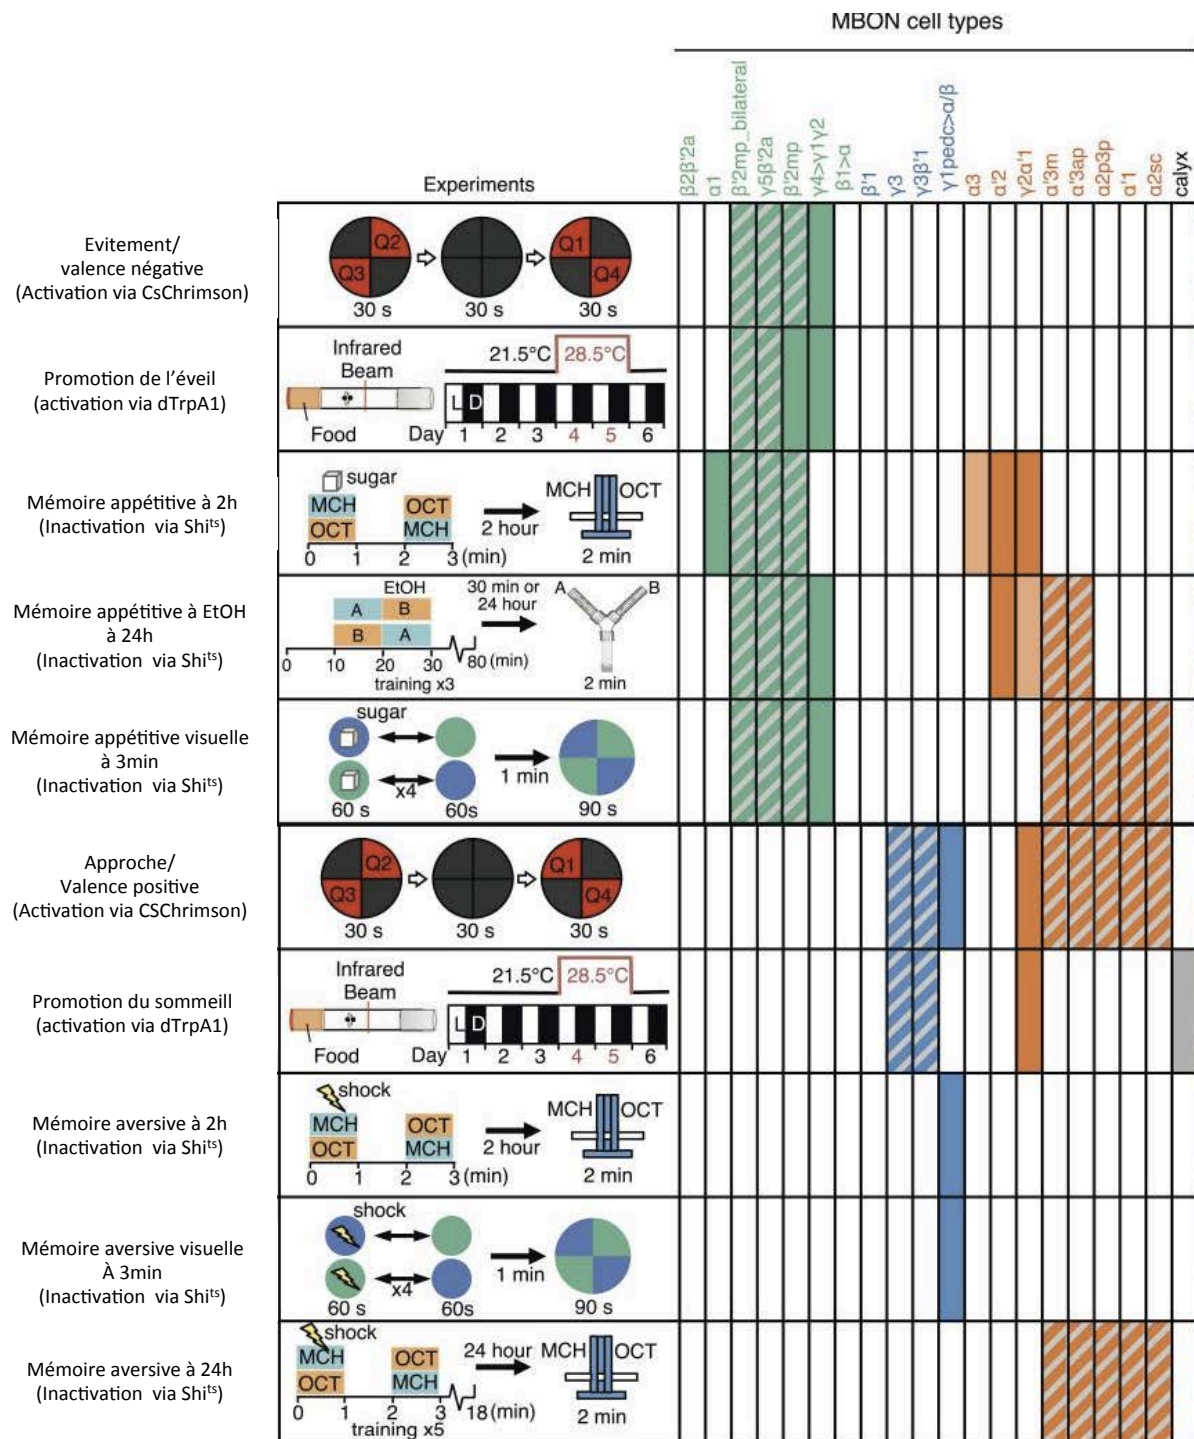 MBON cell types
Experiments
β2β'2a
α1
β'2mp_bilateral
γ5β'2a
β'2mp
γ4>γ1γ2
β1>α
β'1
γ3
γ3β'1
γ1pedc>α/β
α3
α'2
γ2α'1
α'3m
α'3ap
α2p3p
α'1
α2sc
calyx
Evitement/
valence négative
(Activation via CsChrimson)
Q2
Q3
Q1
Q4
30 s
30 s
30 s
Promotion de l'éveil
(activation via dTrpA1)
Infrared
Beam
21.5°C
28.5°C
L D
Food
Day 1 2 3 4 5 6
Mémoire appétitive à 2h
(Inactivation via Shiᵗˢ)
sugar
MCH OCT
OCT MCH
0 1 2 3 (min)
2 hour
MCH OCT
2 min
Mémoire appétitive à EtOH
à 24h
(Inactivation via Shiᵗˢ)
EtOH
A B
B A
0 10 20 30 80 (min)
training x3
30 min or
24 hour
A B
2 min
Mémoire appétitive visuelle
à 3min
(Inactivation via Shiᵗˢ)
sugar
x4
60 s 60s
1 min
90 s
Approche/
Valence positive
(Activation via CSChrimson)
Q2
Q3
Q1
Q4
30 s
30 s
30 s
Promotion du sommeill
(activation via dTrpA1)
Infrared
Beam
21.5°C
28.5°C
L D
Food
Day 1 2 3 4 5 6
Mémoire aversive à 2h
(Inactivation via Shiᵗˢ)
shock
MCH OCT
OCT MCH
0 1 2 3 (min)
2 hour
MCH OCT
2 min
Mémoire aversive visuelle
À 3min
(Inactivation via Shiᵗˢ)
shock
x4
60 s 60s
1 min
90 s
Mémoire aversive à 24h
(Inactivation via Shiᵗˢ)
shock
MCH OCT
OCT MCH
0 1 2 3 18 (min)
training x5
24 hour
MCH OCT
2 min